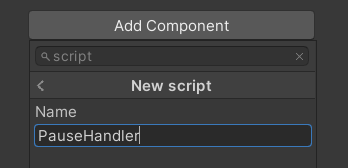 Add Component
script
New script
Name
PauseHandler